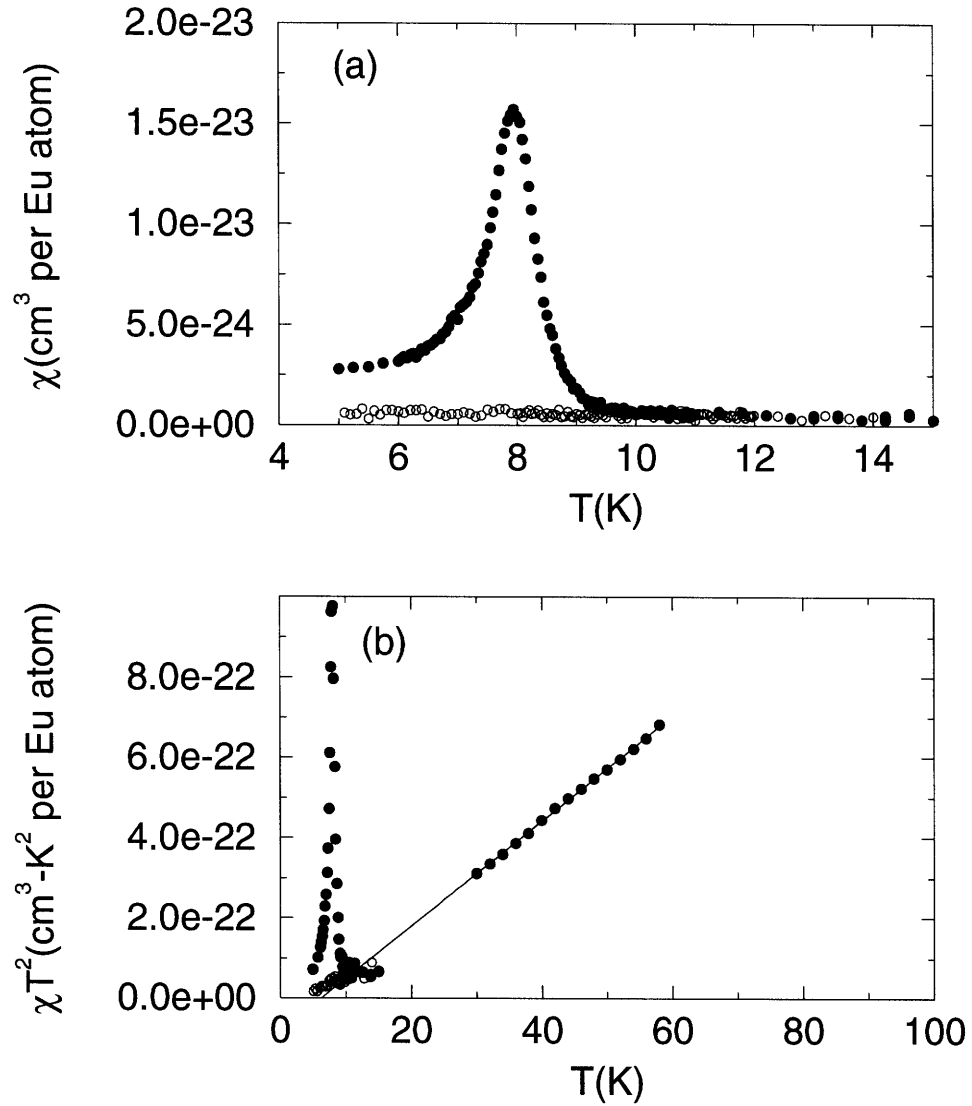 (a)
χ(cm³ per Eu atom)
2.0e-23
1.5e-23
1.0e-23
5.0e-24
0.0e+00
4 6 8 10 12 14
T(K)
(b)
χT²(cm³-K² per Eu atom)
8.0e-22
6.0e-22
4.0e-22
2.0e-22
0.0e+00
0 20 40 60 80 100
T(K)